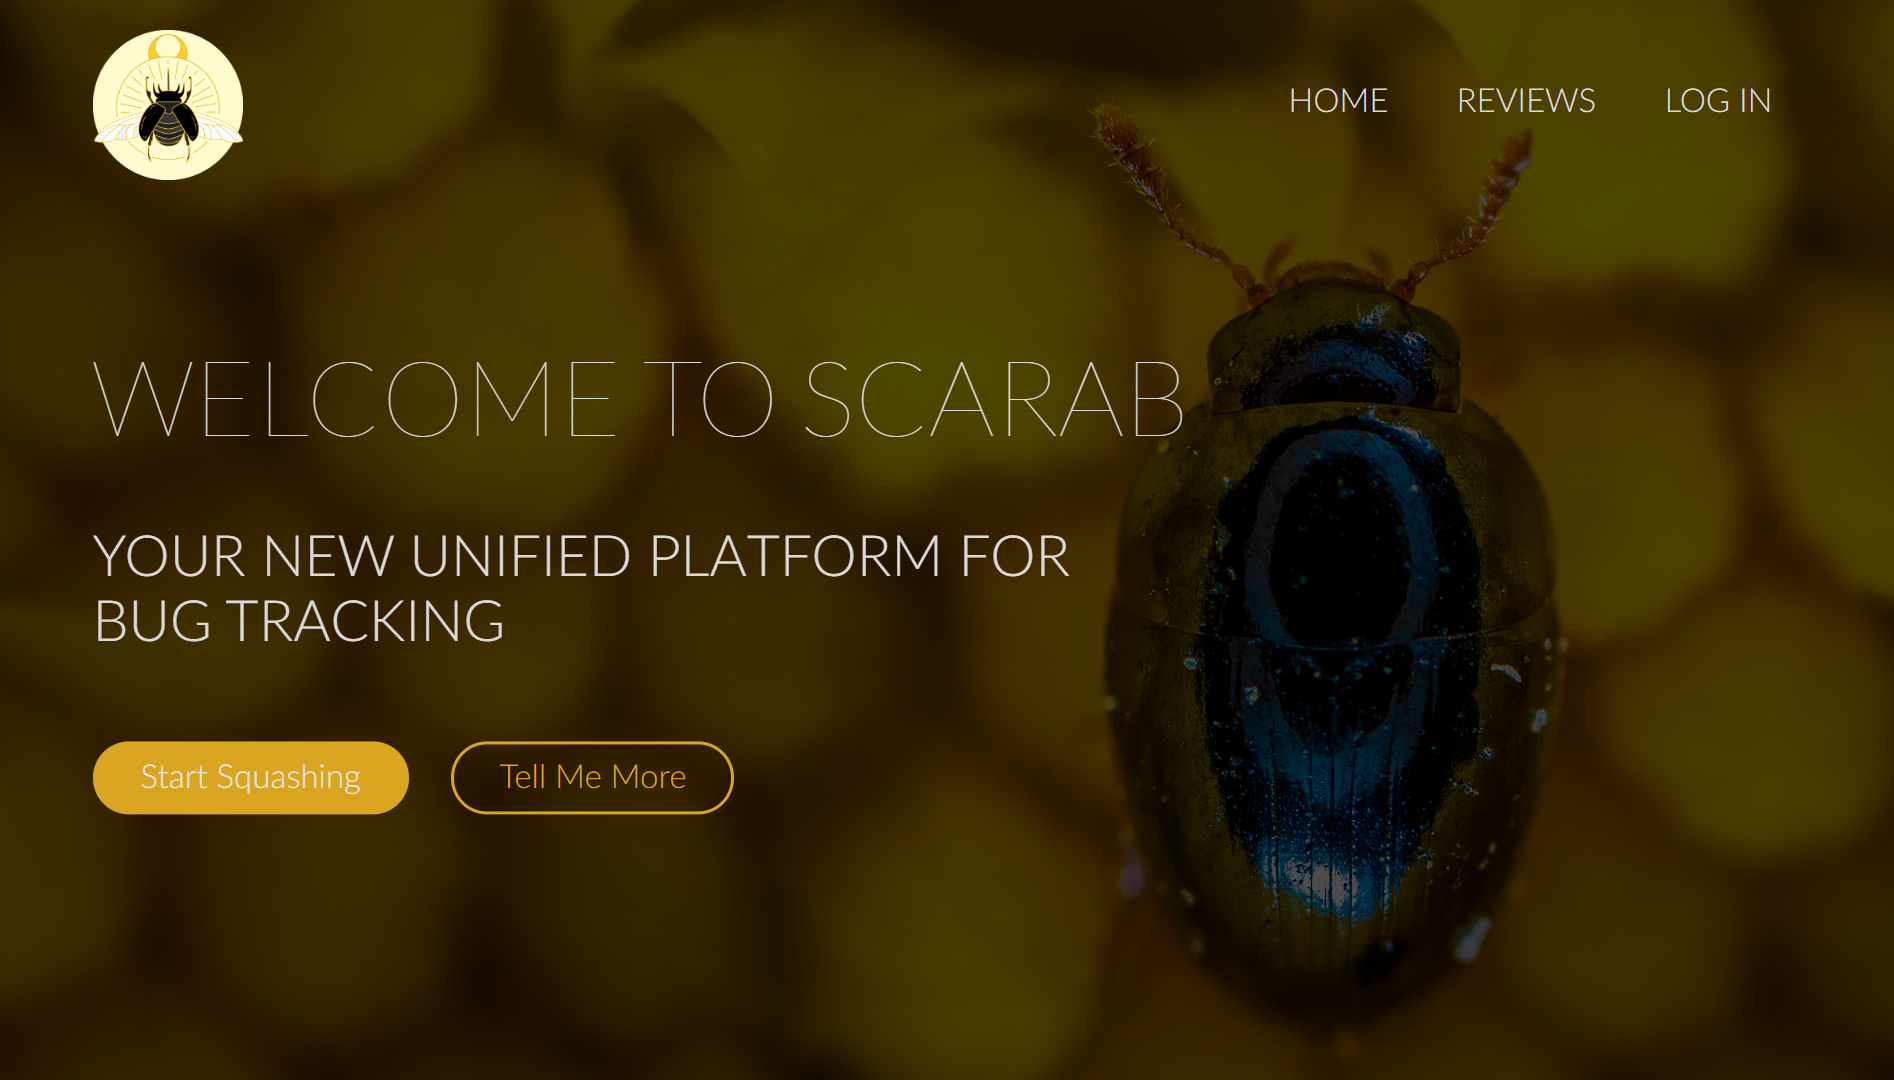 HOME REVIEWS LOG IN
WELCOME TO SCARAB
YOUR NEW UNIFIED PLATFORM FOR
BUG TRACKING
Start Squashing Tell Me More